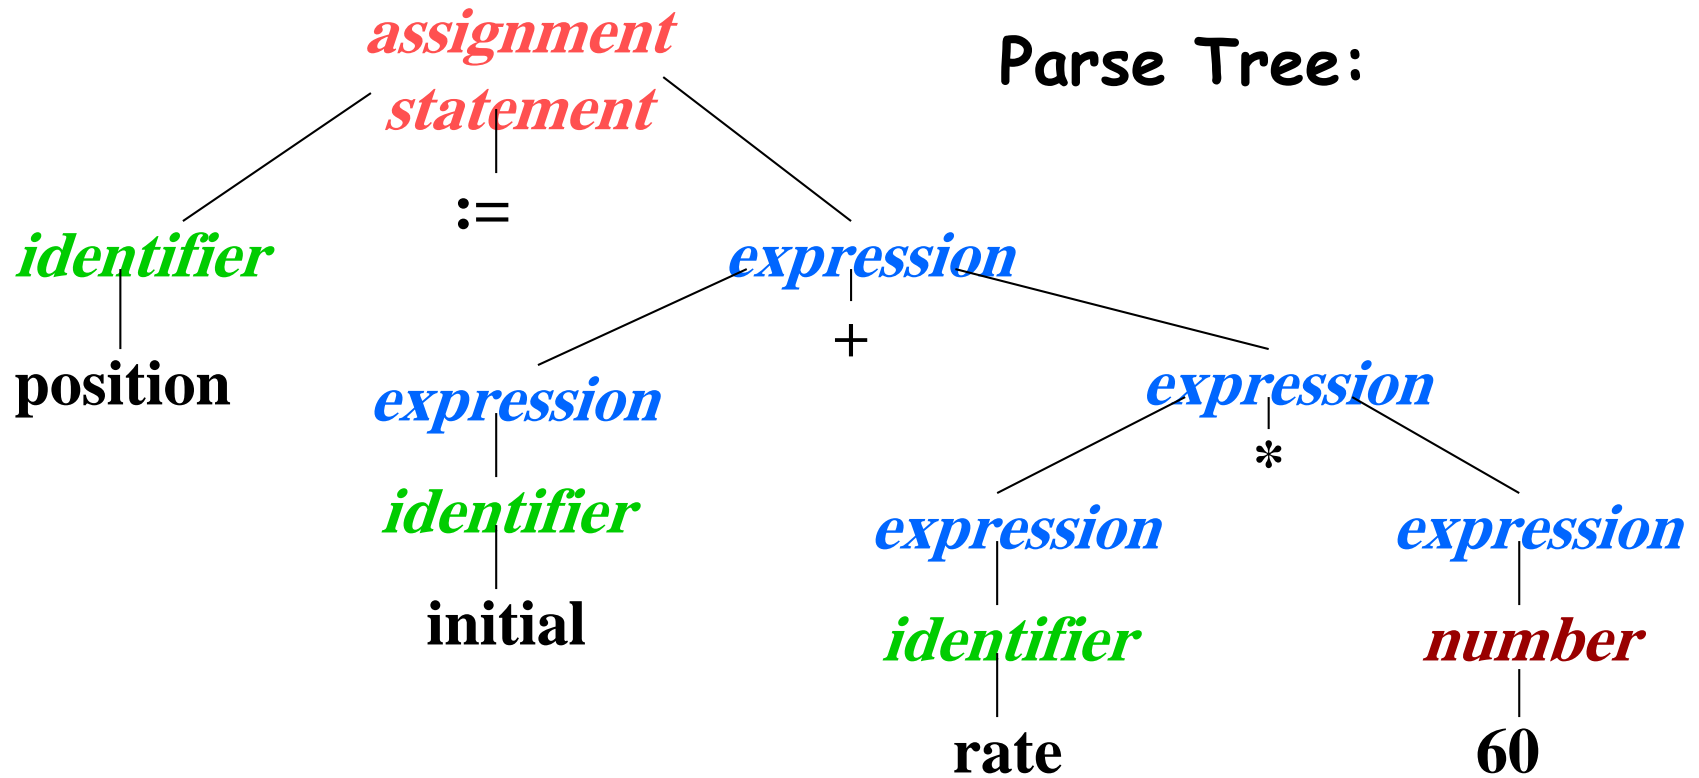 assignment
statement
Parse Tree:
:=
identifier
expression
+
position
expression
expression
*
identifier
expression
expression
initial
identifier
number
rate
60